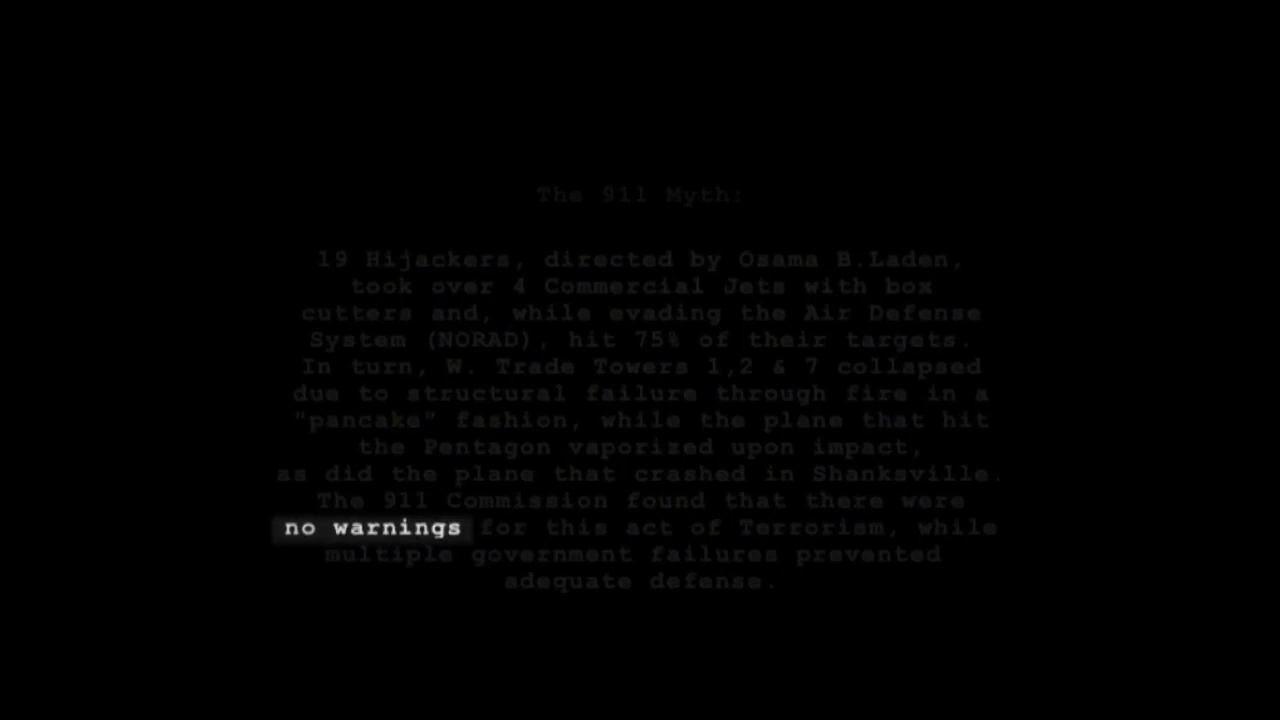 The 911 Myth:
19 Hijackers, directed by Osama B.Laden,
took over 4 Commercial Jets with box
cutters and, while evading the Air Defense
System (NORAD), hit 75% of their targets.
In turn, W. Trade Towers 1,2 & 7 collapsed
due to structural failure through fire in a
"pancake" fashion, while the plane that hit
the Pentagon vaporized upon impact,
as did the plane that crashed in Shanksville.
The 911 Commission found that there were
no warnings for this act of Terrorism, while
multiple government failures prevented
adequate defense.